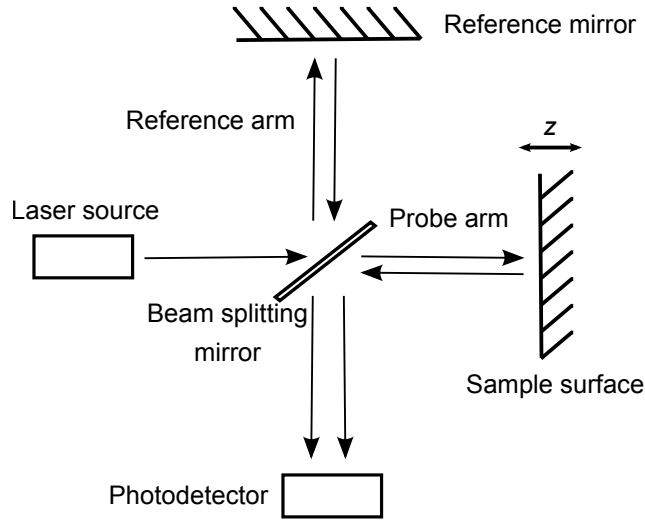 Reference mirror
Reference arm
z
Laser source
Probe arm
Beam splitting
mirror
Sample surface
Photodetector